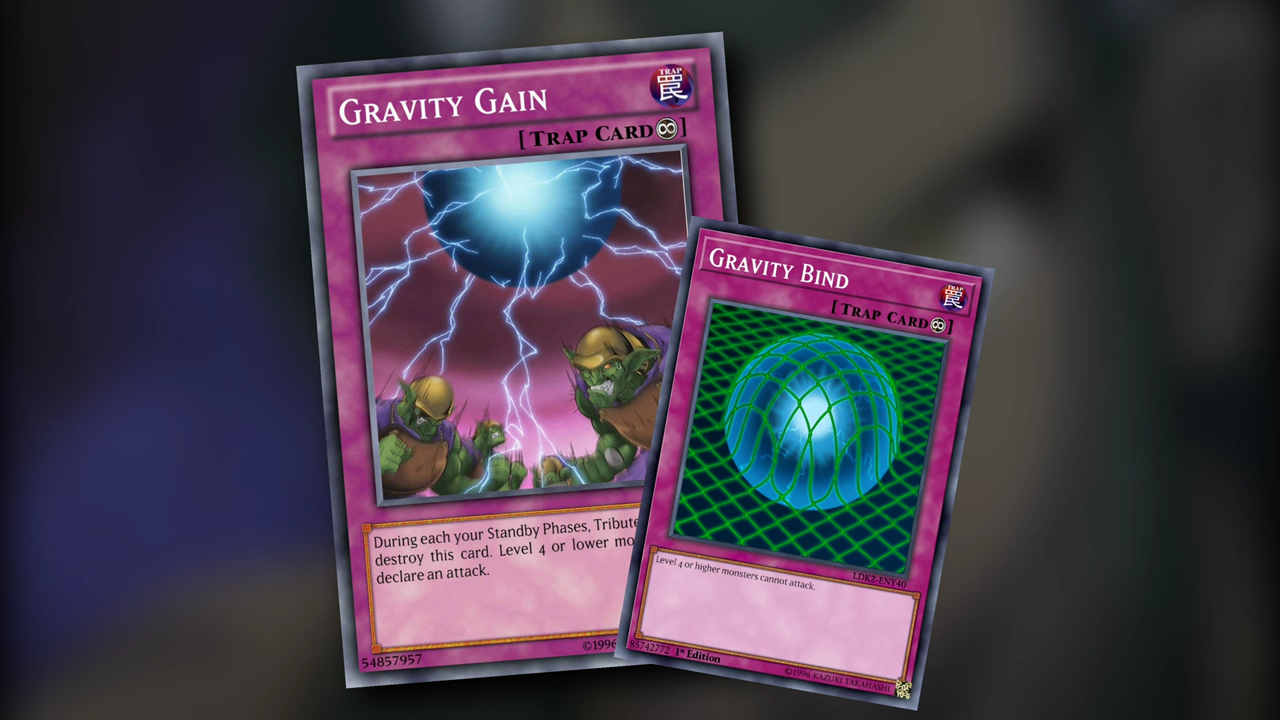 GRAVITY GAIN
TRAP
罠
[TRAP CARD∞]
During each your Standby Phases, Tribute
destroy this card. Level 4 or lower mo
declare an attack.
54857957
©1996
GRAVITY BIND
TRAP
罠
[TRAP CARD∞]
LDK2-ENY40
Level 4 or higher monsters cannot attack.
85742772 1st Edition
©1996 KAZUKI TAKAHASHI